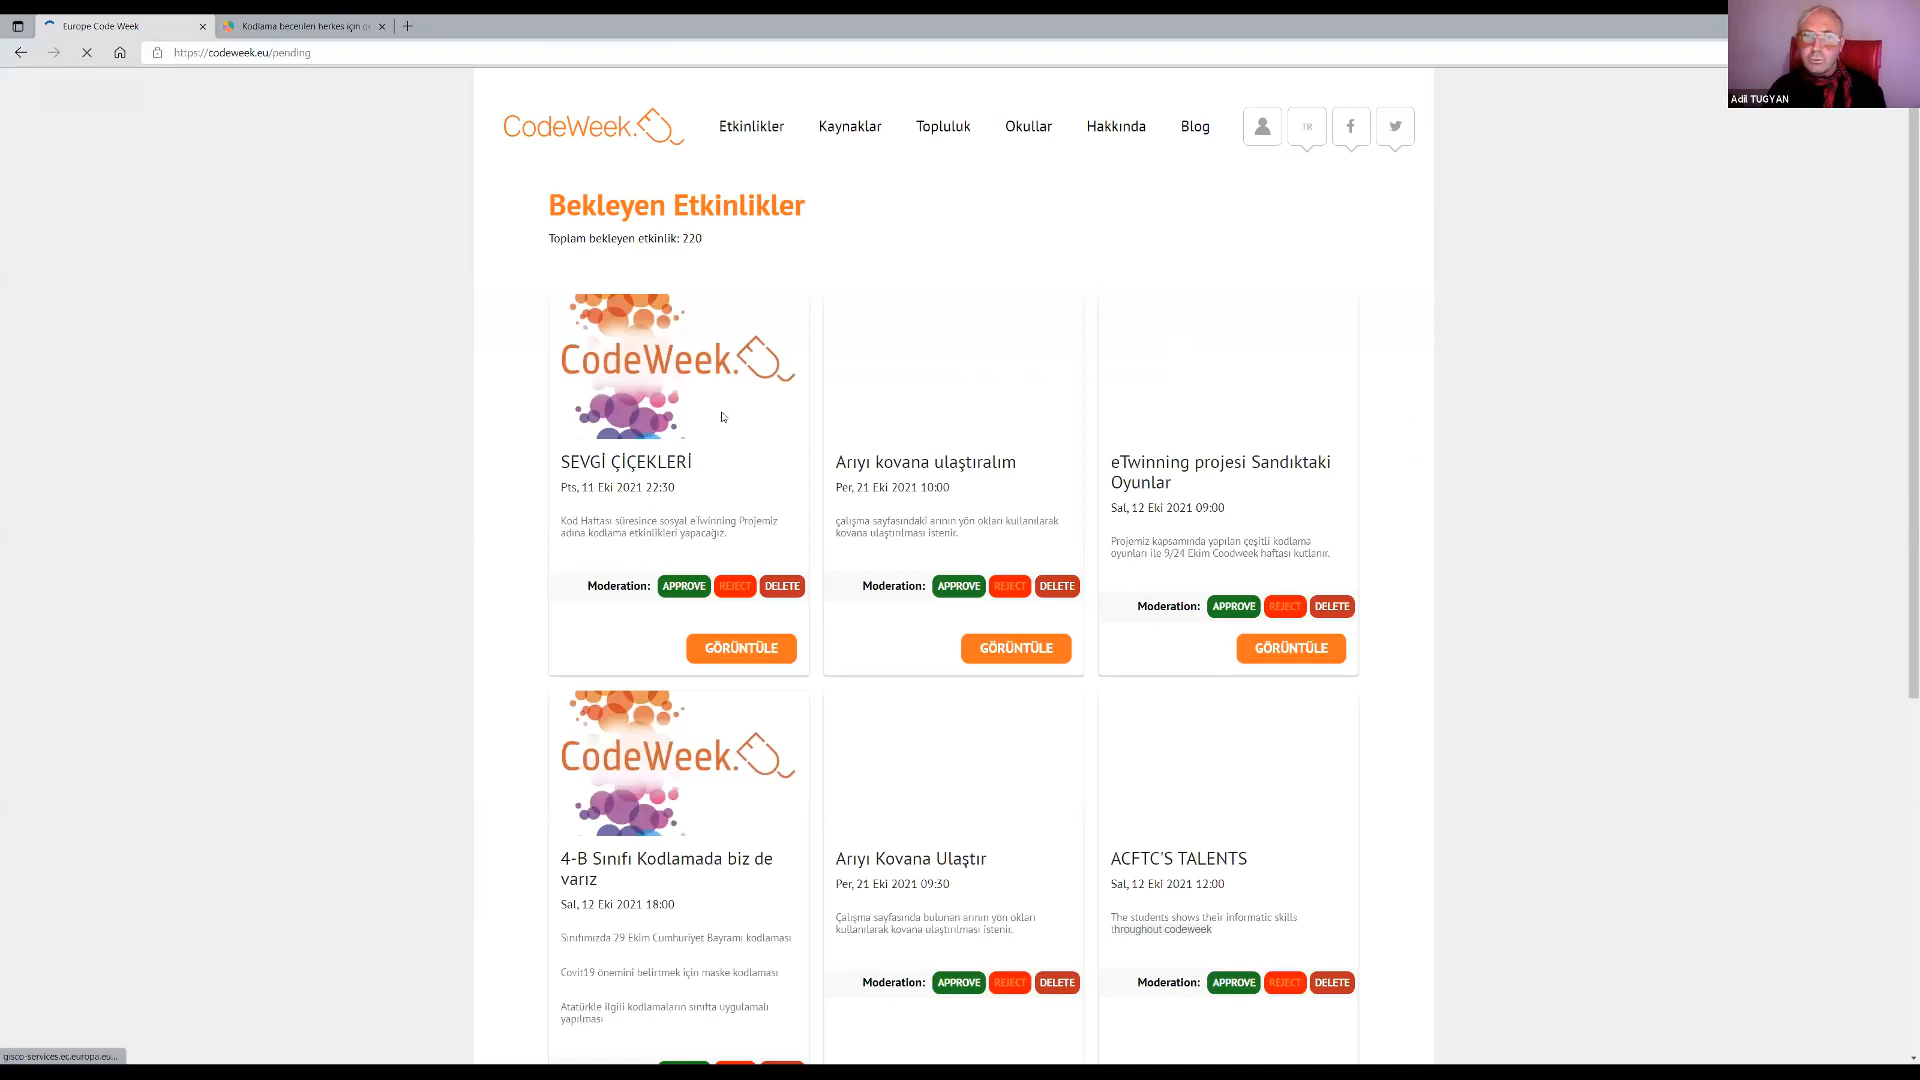 Europe Code Week
Kodlama becerileri herkes için g
https://codeweek.eu/pending
Adil TUGYAN
CodeWeek.
Etkinlikler
Kaynaklar
Topluluk
Okullar
Hakkında
Blog
TR
Bekleyen Etkinlikler
Toplam bekleyen etkinlik: 220
CodeWeek.
SEVGİ ÇİÇEKLERİ
Pts, 11 Eki 2021 22:30
Kod Haftası süresince sosyal eTwinning Projemiz
adına kodlama etkinlikleri yapacağız.
Moderation: APPROVE REJECT DELETE
GÖRÜNTÜLE
Arıyı kovana ulaştıralım
Per, 21 Eki 2021 10:00
çalışma sayfasındaki arının yön okları kullanılarak
kovana ulaştırılması istenir.
Moderation: APPROVE REJECT DELETE
GÖRÜNTÜLE
eTwinning projesi Sandıktaki
Oyunlar
Sal, 12 Eki 2021 09:00
Projemiz kapsamında yapılan çeşitli kodlama
oyunları ile 9/24 Ekim Coodweek haftası kutlanır.
Moderation: APPROVE REJECT DELETE
GÖRÜNTÜLE
CodeWeek.
4-B Sınıfı Kodlamada biz de
varız
Sal, 12 Eki 2021 18:00
Sınıfımızda 29 Ekim Cumhuriyet Bayramı kodlaması
Covit19 önemini belirtmek için maske kodlaması
Atatürkle ilgili kodlamaların sınıfta uygulamalı
yapılması
Arıyı Kovana Ulaştır
Per, 21 Eki 2021 09:30
Çalışma sayfasında bulunan arının yön okları
kullanılarak kovana ulaştırılması istenir.
Moderation: APPROVE REJECT DELETE
ACFTC'S TALENTS
Sal, 12 Eki 2021 12:00
The students shows their informatic skills
throughout codeweek
Moderation: APPROVE REJECT DELETE
gisco-services.ec.europa.eu...